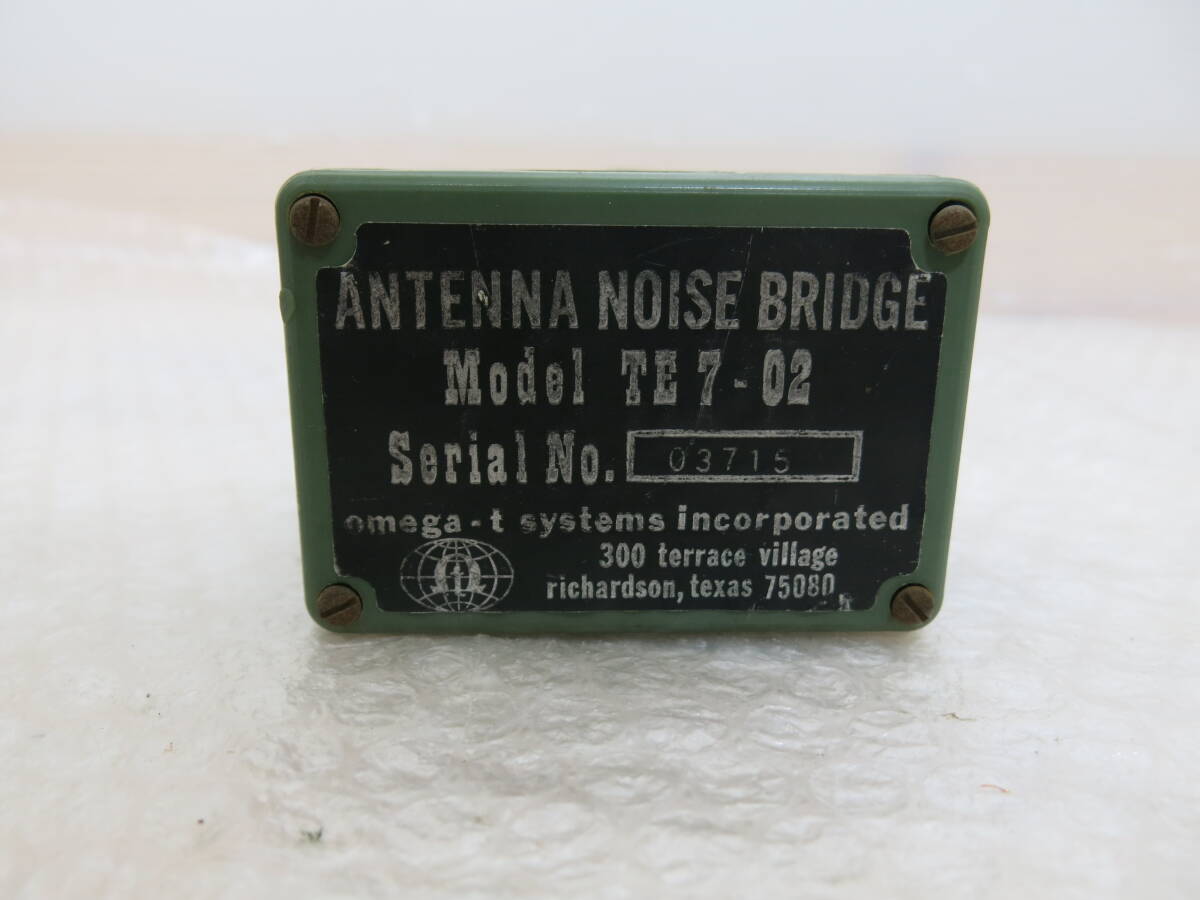 ANTENNA NOISE BRIDGE
Model TE 7-02
Serial No. 03715
omega-t systems incorporated
300 terrace village
richardson, texas 75080